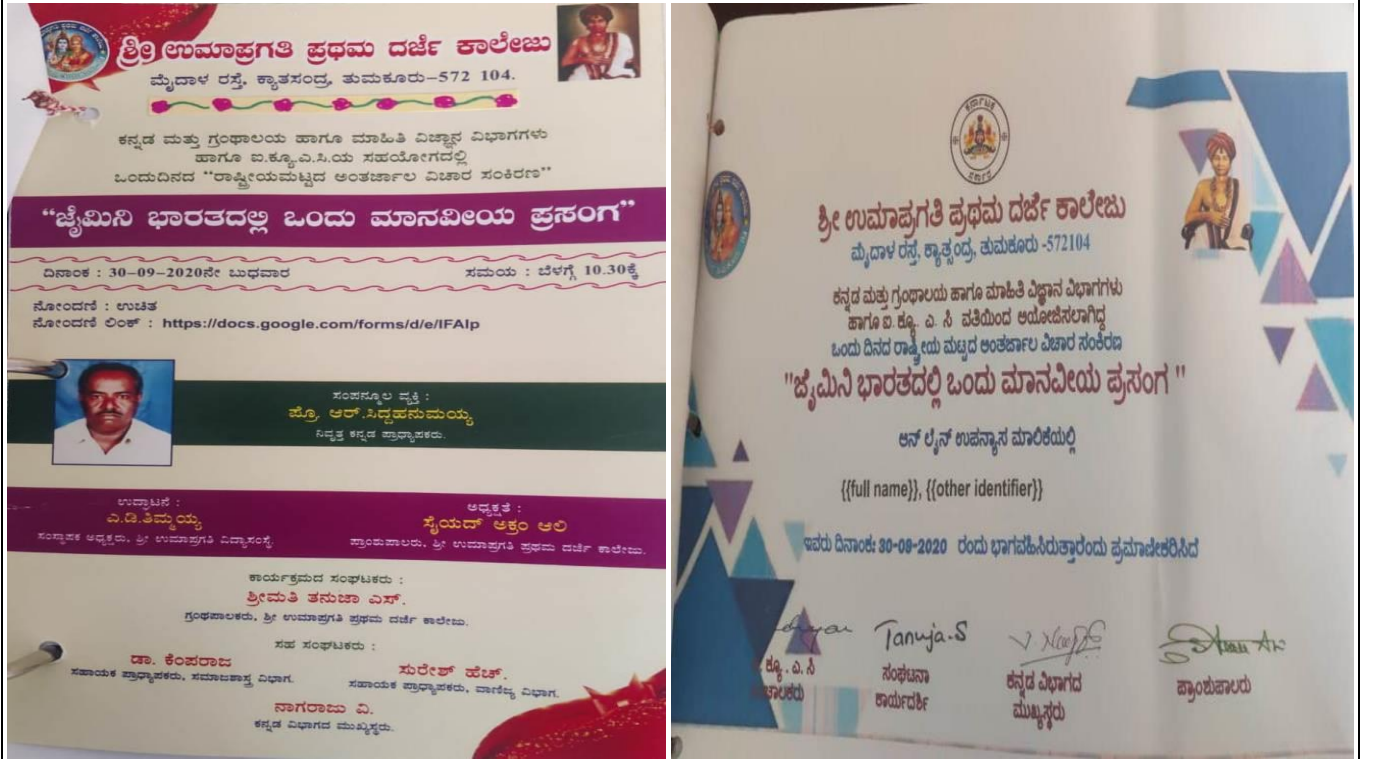 ಶ್ರೀ ಉಮಾಪ್ರಗತಿ ಪ್ರಥಮ ದರ್ಜೆ ಕಾಲೇಜು
ಮೈದಾಳ ರಸ್ತೆ, ಕ್ಯಾತಸಂದ್ರ, ತುಮಕೂರು–572 104.
ಕನ್ನಡ ಮತ್ತು ಗ್ರಂಥಾಲಯ ಹಾಗೂ ಮಾಹಿತಿ ವಿಜ್ಞಾನ ವಿಭಾಗಗಳು
ಹಾಗೂ ಐ.ಕ್ಯೂ.ಎ.ಸಿ.ಯ ಸಹಯೋಗದಲ್ಲಿ
ಒಂದುದಿನದ "ರಾಷ್ಟ್ರೀಯಮಟ್ಟದ ಅಂತರ್ಜಾಲ ವಿಚಾರ ಸಂಕಿರಣ"
"ಜೈಮಿನಿ ಭಾರತದಲ್ಲಿ ಒಂದು ಮಾನವೀಯ ಪ್ರಸಂಗ"
ದಿನಾಂಕ : 30–09–2020ನೇ ಬುಧವಾರ ಸಮಯ : ಬೆಳಗ್ಗೆ 10.30ಕ್ಕೆ
ನೋಂದಣಿ : ಉಚಿತ
ನೋಂದಣಿ ಲಿಂಕ್ : https://docs.google.com/forms/d/e/IFAlp
ಸಂಪನ್ಮೂಲ ವ್ಯಕ್ತಿ :
ಪ್ರೊ. ಆರ್.ಸಿದ್ದಹನುಮಯ್ಯ
ನಿವೃತ್ತ ಕನ್ನಡ ಪ್ರಾಧ್ಯಾಪಕರು.
ಉದ್ಘಾಟನೆ :
ಎ.ಡಿ.ತಿಮ್ಮಯ್ಯ
ಸಂಸ್ಥಾಪಕ ಅಧ್ಯಕ್ಷರು, ಶ್ರೀ ಉಮಾಪ್ರಗತಿ ವಿದ್ಯಾಸಂಸ್ಥೆ.
ಅಧ್ಯಕ್ಷತೆ :
ಸೈಯದ್ ಅಕ್ರಂ ಆಲಿ
ಪ್ರಾಂಶುಪಾಲರು, ಶ್ರೀ ಉಮಾಪ್ರಗತಿ ಪ್ರಥಮ ದರ್ಜೆ ಕಾಲೇಜು.
ಕಾರ್ಯಕ್ರಮದ ಸಂಘಟಕರು :
ಶ್ರೀಮತಿ ತನುಜಾ ಎಸ್.
ಗ್ರಂಥಪಾಲಕರು, ಶ್ರೀ ಉಮಾಪ್ರಗತಿ ಪ್ರಥಮ ದರ್ಜೆ ಕಾಲೇಜು.
ಸಹ ಸಂಘಟಕರು :
ಡಾ. ಕೆಂಪರಾಜ
ಸಹಾಯಕ ಪ್ರಾಧ್ಯಾಪಕರು, ಸಮಾಜಶಾಸ್ತ್ರ ವಿಭಾಗ.
ಸುರೇಶ್ ಹೆಚ್.
ಸಹಾಯಕ ಪ್ರಾಧ್ಯಾಪಕರು, ವಾಣಿಜ್ಯ ವಿಭಾಗ.
ನಾಗರಾಜು ವಿ.
ಕನ್ನಡ ವಿಭಾಗದ ಮುಖ್ಯಸ್ಥರು.
ಕರ್ನಾಟಕ
ಸರ್ಕಾರ
ಶ್ರೀ ಉಮಾಪ್ರಗತಿ ಪ್ರಥಮ ದರ್ಜೆ ಕಾಲೇಜು
ಮೈದಾಳ ರಸ್ತೆ, ಕ್ಯಾತ್ಸಂದ್ರ, ತುಮಕೂರು -572104
ಕನ್ನಡ ಮತ್ತು ಗ್ರಂಥಾಲಯ ಹಾಗೂ ಮಾಹಿತಿ ವಿಜ್ಞಾನ ವಿಭಾಗಗಳು
ಹಾಗೂ ಐ. ಕ್ಯೂ. ಎ. ಸಿ ವತಿಯಿಂದ ಆಯೋಜಿಸಲಾಗಿದ್ದ
ಒಂದು ದಿನದ ರಾಷ್ಟ್ರೀಯ ಮಟ್ಟದ ಅಂತರ್ಜಾಲ ವಿಚಾರ ಸಂಕಿರಣ
"ಜೈಮಿನಿ ಭಾರತದಲ್ಲಿ ಒಂದು ಮಾನವೀಯ ಪ್ರಸಂಗ "
ಆನ್ ಲೈನ್ ಉಪನ್ಯಾಸ ಮಾಲಿಕೆಯಲ್ಲಿ
{{full name}}, {{other identifier}}
ಇವರು ದಿನಾಂಕ: 30-09-2020 ರಂದು ಭಾಗವಹಿಸಿರುತ್ತಾರೆಂದು ಪ್ರಮಾಣೀಕರಿಸಿದೆ
Tanuja.S
ಕ್ಯೂ. ಎ. ಸಿ
ಸಂಘಟನಾ
ಕಾರ್ಯದರ್ಶಿ
ಕನ್ನಡ ವಿಭಾಗದ
ಮುಖ್ಯಸ್ಥರು
ಪ್ರಾಂಶುಪಾಲರು